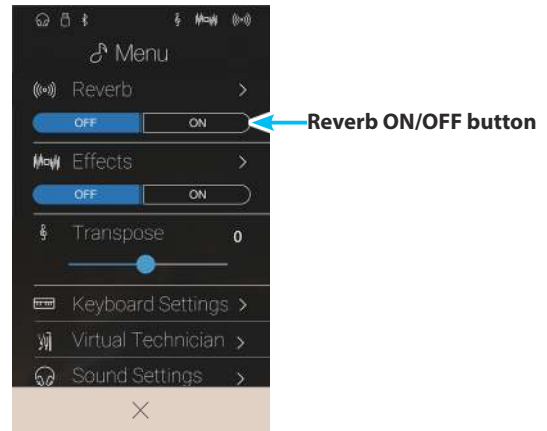 Menu
Reverb
OFF ON
Reverb ON/OFF button
Effects
OFF ON
Transpose 0
Keyboard Settings
Virtual Technician
Sound Settings